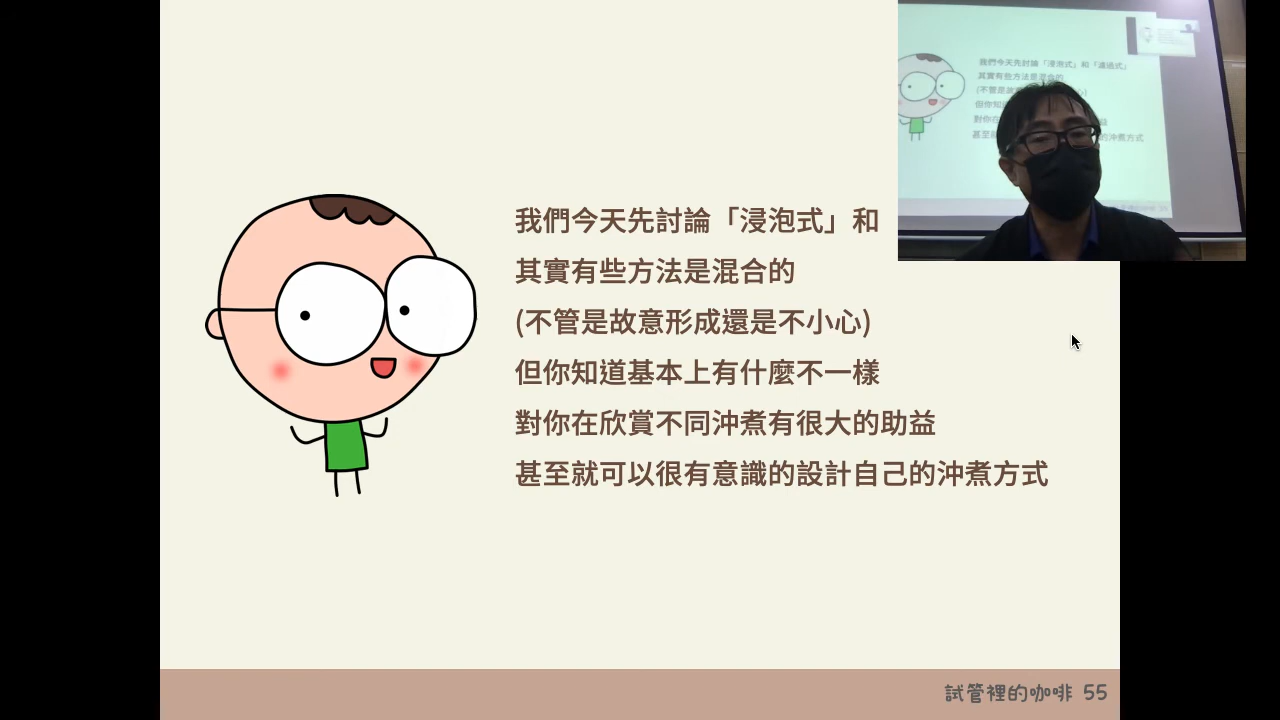 我們今天先討論「浸泡式」和
其實有些方法是混合的
(不管是故意形成還是不小心)
但你知道基本上有什麼不一樣
對你在欣賞不同沖煮有很大的助益
甚至就可以很有意識的設計自己的沖煮方式
我們今天先討論「浸泡式」和「濾過式」
其實有些方法是混合的
試管裡的咖啡 55